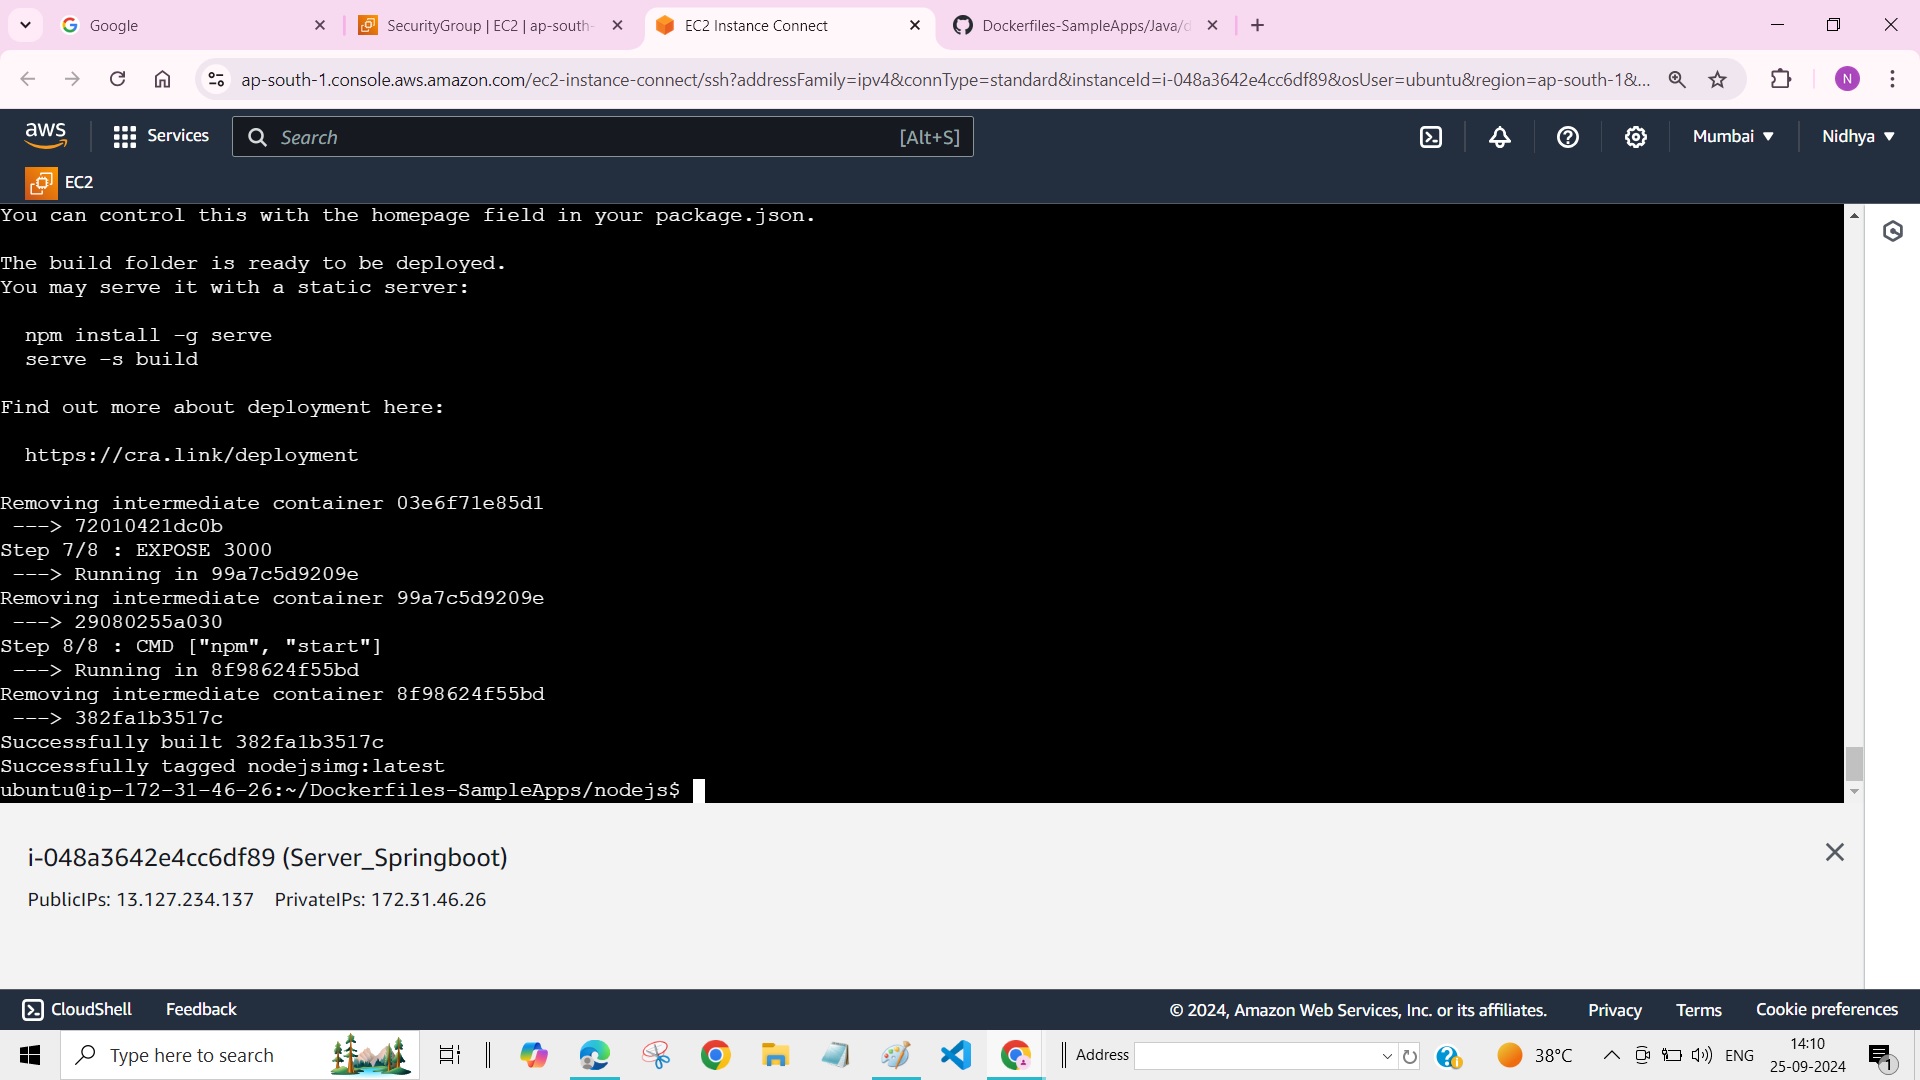 Google
SecurityGroup | EC2 | ap-south-
EC2 Instance Connect
Dockerfiles-SampleApps/Java/d
ap-south-1.console.aws.amazon.com/ec2-instance-connect/ssh?addressFamily=ipv4&connType=standard&instanceId=i-048a3642e4cc6df89&osUser=ubuntu&region=ap-south-1&...
N
aws
Services
Search
[Alt+S]
Mumbai
Nidhya
EC2
You can control this with the homepage field in your package.json.
The build folder is ready to be deployed.
You may serve it with a static server:
npm install -g serve
serve -s build
Find out more about deployment here:
https://cra.link/deployment
Removing intermediate container 03e6f71e85d1
---> 72010421dc0b
Step 7/8 : EXPOSE 3000
---> Running in 99a7c5d9209e
Removing intermediate container 99a7c5d9209e
---> 29080255a030
Step 8/8 : CMD ["npm", "start"]
---> Running in 8f98624f55bd
Removing intermediate container 8f98624f55bd
---> 382fa1b3517c
Successfully built 382fa1b3517c
Successfully tagged nodejsimg:latest
ubuntu@ip-172-31-46-26:~/Dockerfiles-SampleApps/nodejs$
i-048a3642e4cc6df89 (Server_Springboot)
PublicIPs: 13.127.234.137 PrivateIPs: 172.31.46.26
CloudShell
Feedback
© 2024, Amazon Web Services, Inc. or its affiliates.
Privacy
Terms
Cookie preferences
Type here to search
Address
38°C
ENG
14:10
25-09-2024
1